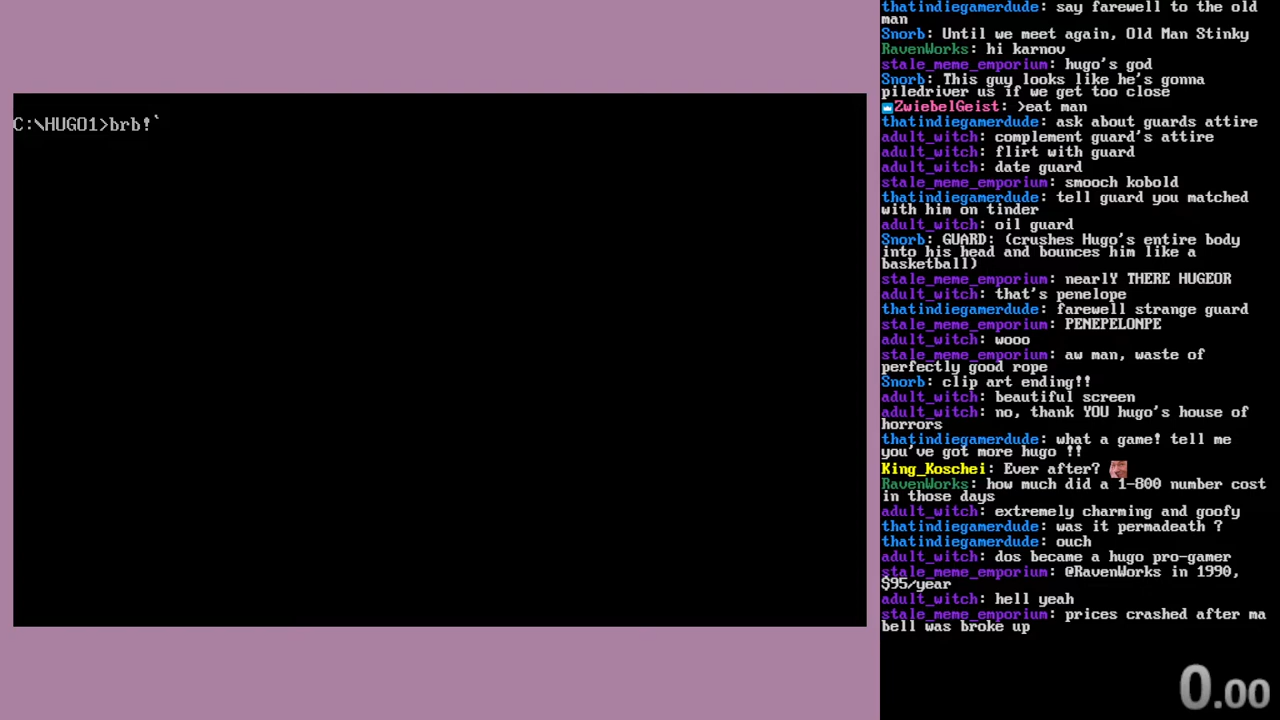 C:\HUGO1>brb!`
thatindiegamerdude: say farewell to the old
man
Snorb: Until we meet again, Old Man Stinky
RavenWorks: hi karnov
stale_meme_emporium: hugo's god
Snorb: This guy looks like he's gonna
piledriver us if we get too close
ZwiebelGeist: >eat man
thatindiegamerdude: ask about guards attire
adult_witch: complement guard's attire
adult_witch: flirt with guard
adult_witch: date guard
stale_meme_emporium: smooch kobold
thatindiegamerdude: tell guard you matched
with him on tinder
adult_witch: oil guard
Snorb: GUARD: (crushes Hugo's entire body
into his head and bounces him like a
basketball)
stale_meme_emporium: nearlY THERE HUGEOR
adult_witch: that's penelope
thatindiegamerdude: farewell strange guard
stale_meme_emporium: PENEPELONPE
adult_witch: wooo
stale_meme_emporium: aw man, waste of
perfectly good rope
Snorb: clip art ending!!
adult_witch: beautiful screen
adult_witch: no, thank YOU hugo's house of
horrors
thatindiegamerdude: what a game! tell me
you've got more hugo !!
King_Koschei: Ever after?
RavenWorks: how much did a 1-800 number cost
in those days
adult_witch: extremely charming and goofy
thatindiegamerdude: was it permadeath ?
thatindiegamerdude: ouch
adult_witch: dos became a hugo pro-gamer
stale_meme_emporium: @RavenWorks in 1990,
$95/year
adult_witch: hell yeah
stale_meme_emporium: prices crashed after ma
bell was broke up
0.00